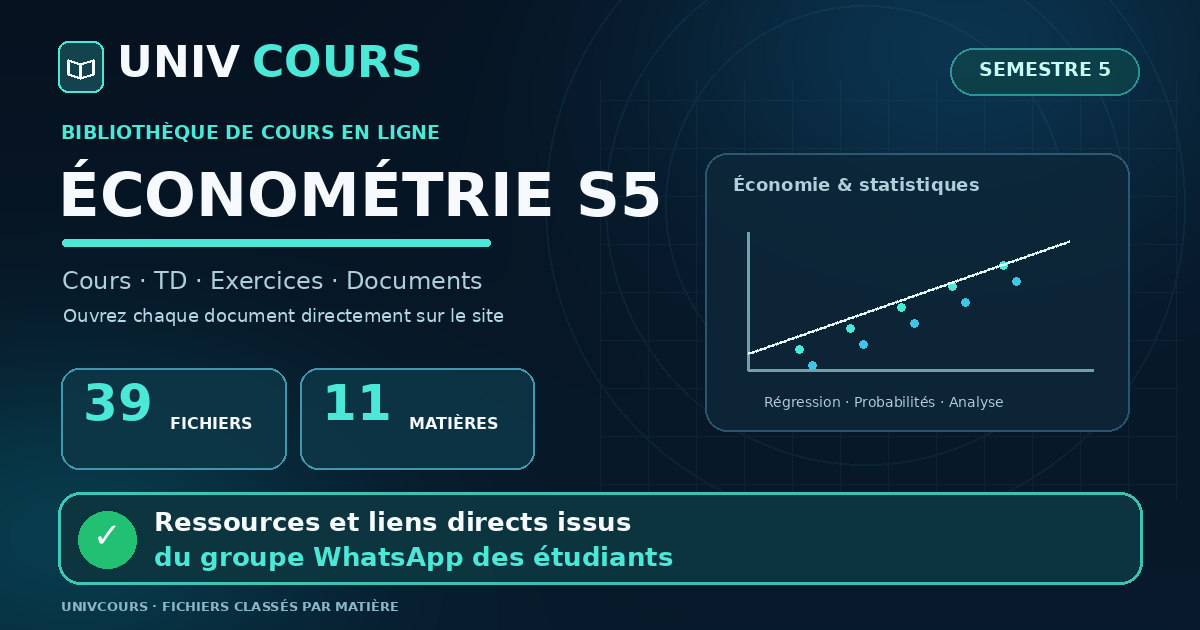 UNIV COURS
SEMESTRE 5
BIBLIOTHÈQUE DE COURS EN LIGNE
ÉCONOMÉTRIE S5
Cours · TD · Exercices · Documents
Ouvrez chaque document directement sur le site
39 FICHIERS
11 MATIÈRES
Économie & statistiques
Régression · Probabilités · Analyse
✓
Ressources et liens directs issus
du groupe WhatsApp des étudiants
UNIVCOURS · FICHIERS CLASSÉS PAR MATIÈRE